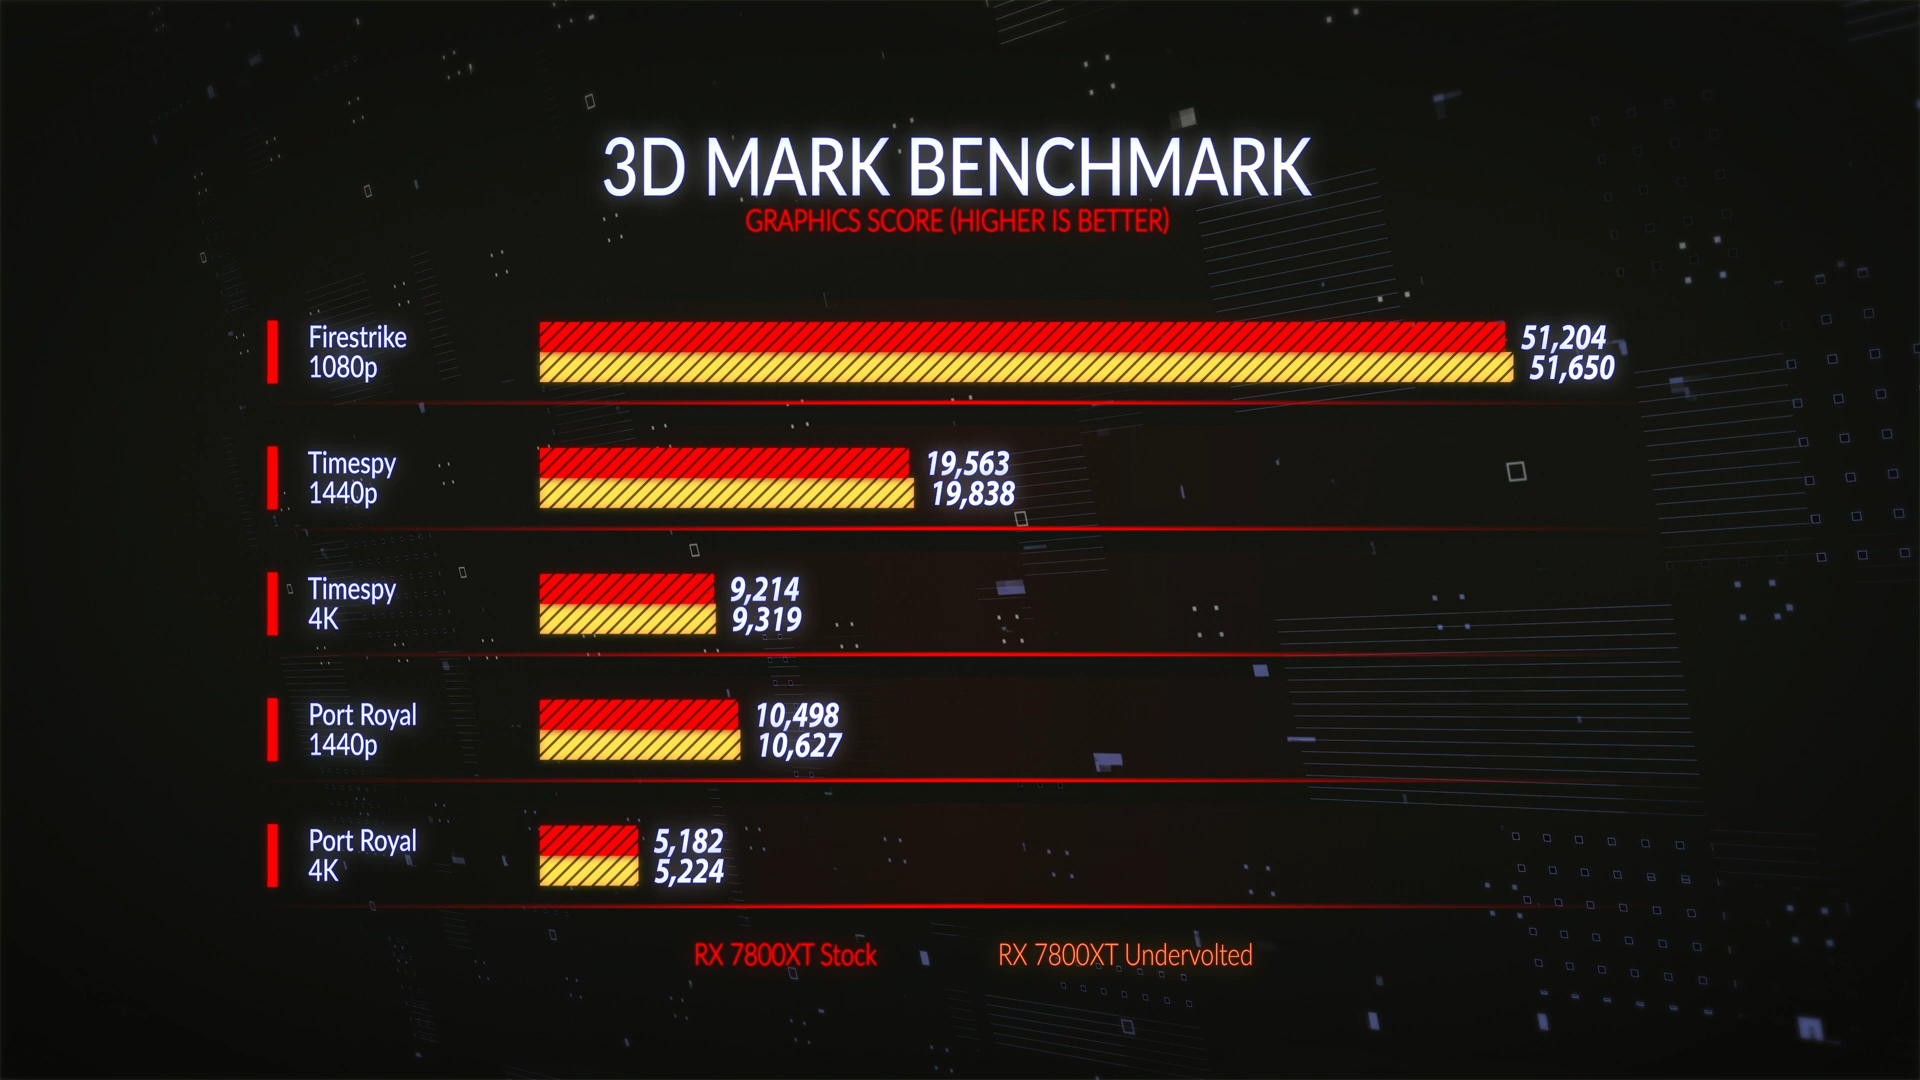 3D MARK BENCHMARK
GRAPHICS SCORE (HIGHER IS BETTER)
Firestrike
1080p
51,204
51,650
Timespy
1440p
19,563
19,838
Timespy
4K
9,214
9,319
Port Royal
1440p
10,498
10,627
Port Royal
4K
5,182
5,224
RX 7800XT Stock
RX 7800XT Undervolted